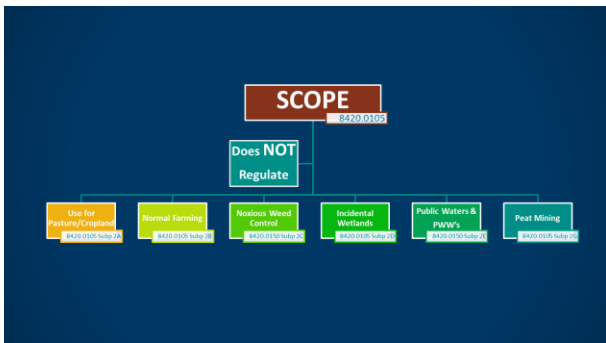 SCOPE
8420.0105
Does NOT
Regulate
Use for
Pasture/Cropland
8420.0105 Subp 2A
Normal Farming
8420.0105 Subp 2B
Noxious Weed
Control
8420.0150 Subp 2C
Incidental
Wetlands
8420.0105 Subp 2D
Public Waters &
PWW's
8420.0150 Subp 2E
Peat Mining
8420.0105 Subp 2G